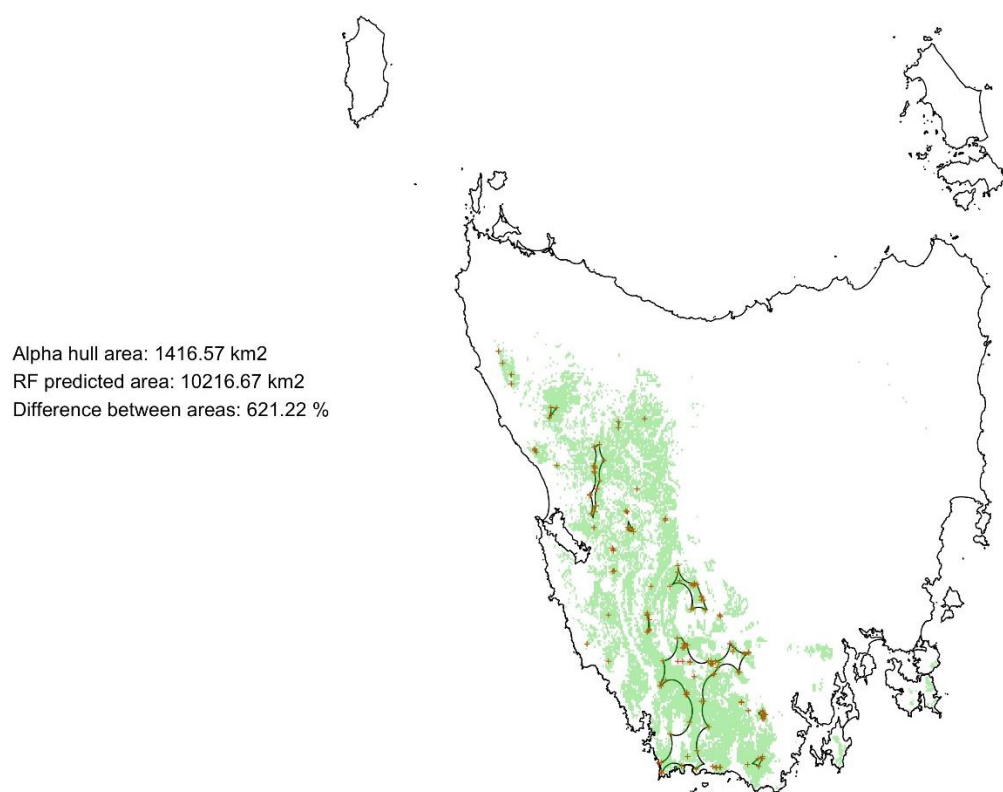 Alpha hull area: 1416.57 km2
RF predicted area: 10216.67 km2
Difference between areas: 621.22 %